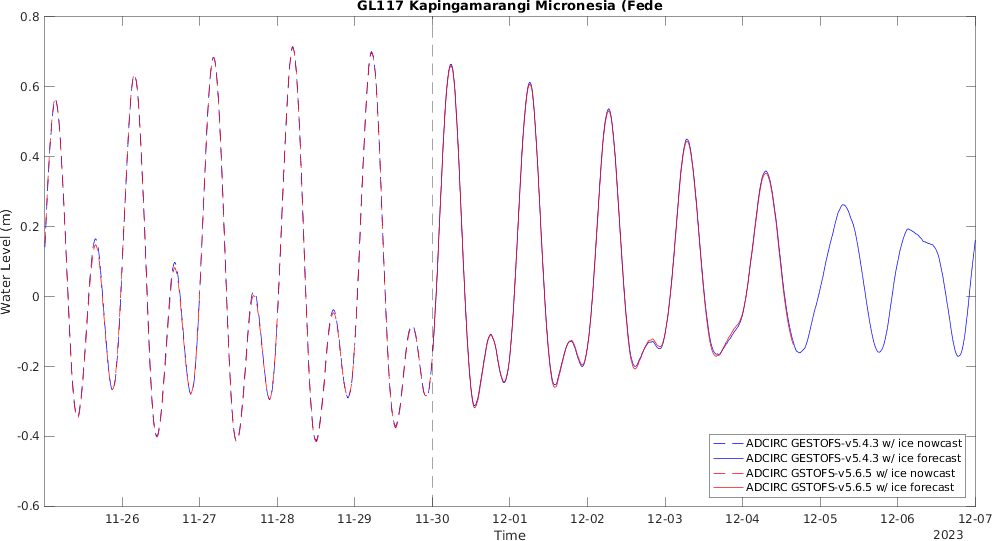 GL117 Kapingamarangi Micronesia (Fede
0.8
0.6
0.4
0.2
0
-0.2
-0.4
-0.6
Water Level (m)
ADCIRC GESTOFS-v5.4.3 w/ ice nowcast
ADCIRC GESTOFS-v5.4.3 w/ ice forecast
ADCIRC GSTOFS-v5.6.5 w/ ice nowcast
ADCIRC GSTOFS-v5.6.5 w/ ice forecast
11-26 11-27 11-28 11-29 11-30 12-01 12-02 12-03 12-04 12-05 12-06 12-07
Time
2023